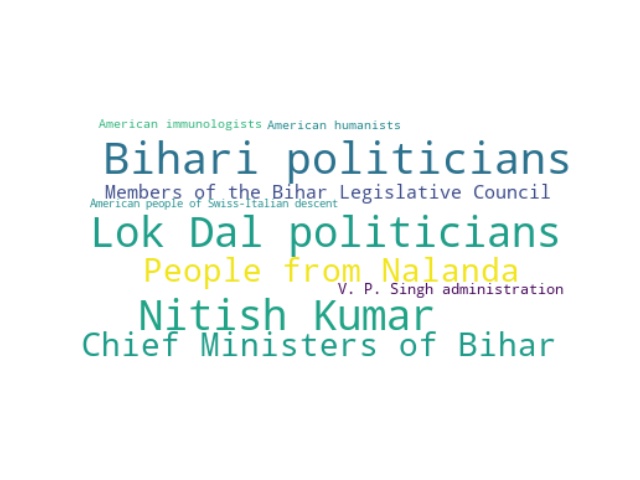 American immunologists American humanists
Bihari politicians
Members of the Bihar Legislative Council
American people of Swiss-Italian descent
Lok Dal politicians
People from Nalanda
V. P. Singh administration
Nitish Kumar
Chief Ministers of Bihar